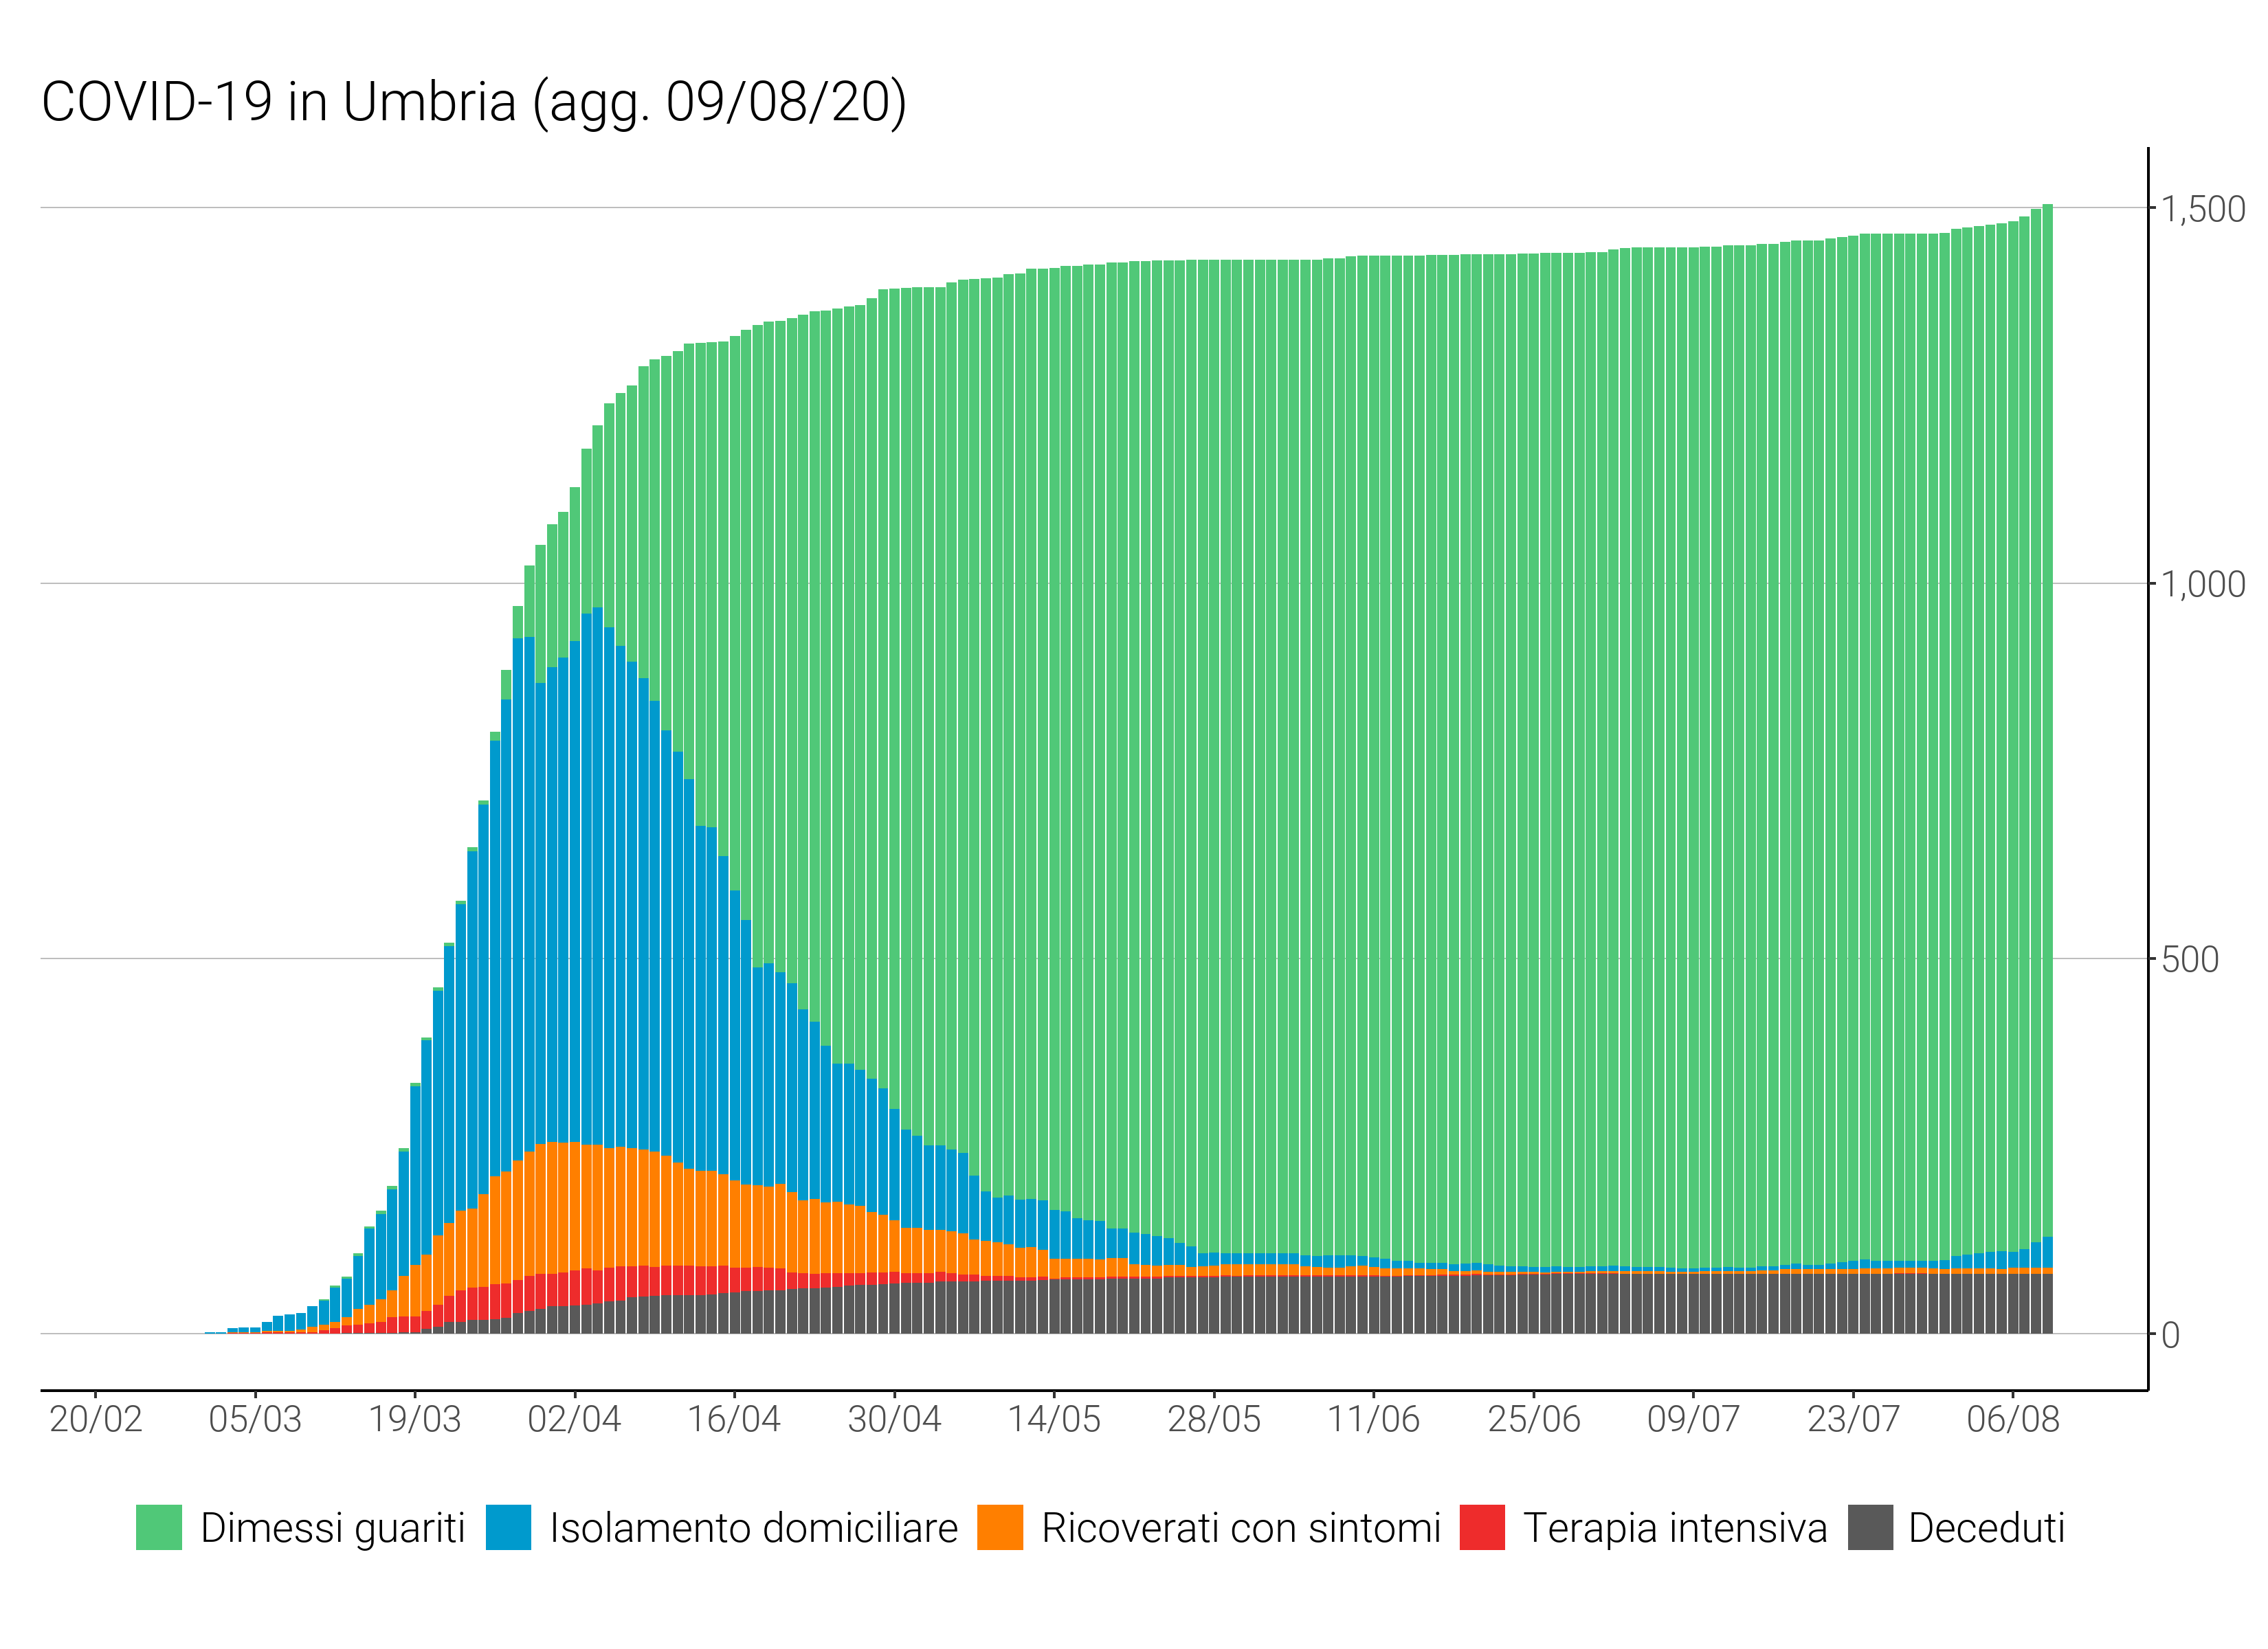 COVID-19 in Umbria (agg. 09/08/20)
1,500
1,000
500
0
20/02 05/03 19/03 02/04 16/04 30/04 14/05 28/05 11/06 25/06 09/07 23/07 06/08
Dimessi guariti Isolamento domiciliare Ricoverati con sintomi Terapia intensiva Deceduti